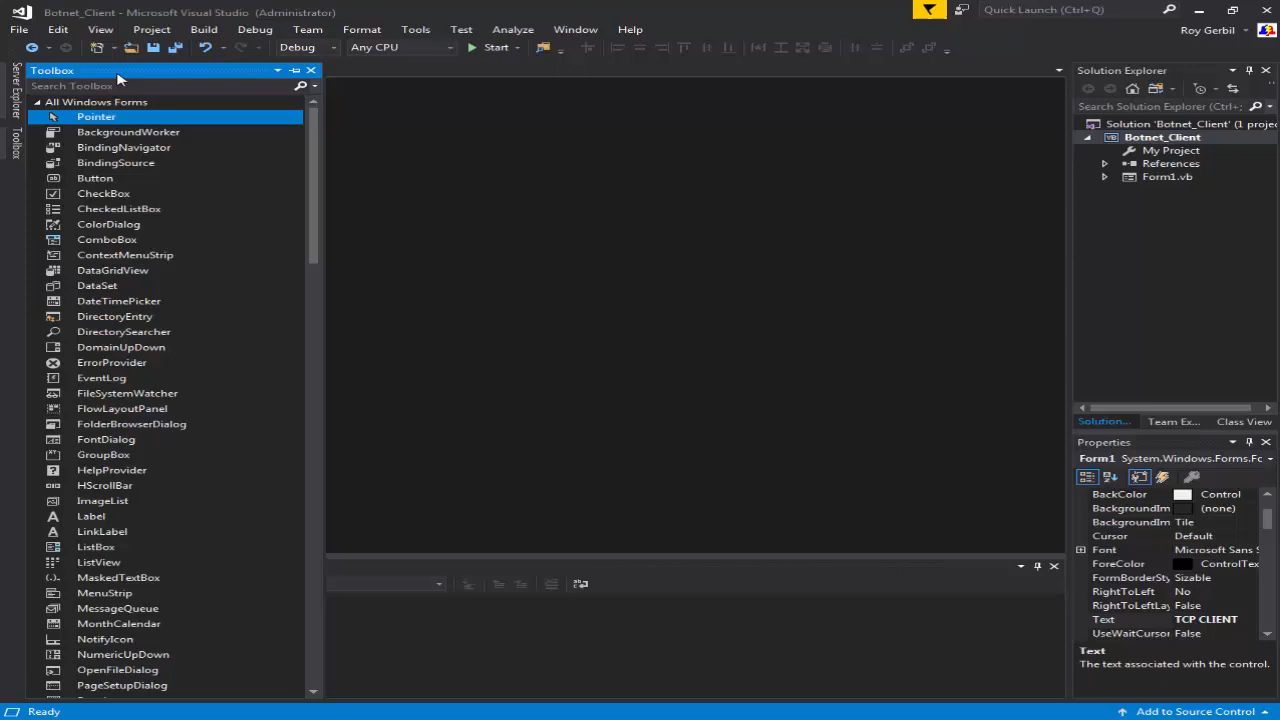 Botnet_Client - Microsoft Visual Studio (Administrator)
Quick Launch (Ctrl+Q)
File Edit View Project Build Debug Team Format Tools Test Analyze Window Help
Roy Gerbil
Debug Any CPU Start
Server Explorer
Toolbox
Toolbox
Search Toolbox
All Windows Forms
Pointer
BackgroundWorker
BindingNavigator
BindingSource
Button
CheckBox
CheckedListBox
ColorDialog
ComboBox
ContextMenuStrip
DataGridView
DataSet
DateTimePicker
DirectoryEntry
DirectorySearcher
DomainUpDown
ErrorProvider
EventLog
FileSystemWatcher
FlowLayoutPanel
FolderBrowserDialog
FontDialog
GroupBox
HelpProvider
HScrollBar
ImageList
Label
LinkLabel
ListBox
ListView
MaskedTextBox
MenuStrip
MessageQueue
MonthCalendar
NotifyIcon
NumericUpDown
OpenFileDialog
PageSetupDialog
Solution Explorer
Search Solution Explorer (Ctrl+;
Solution 'Botnet_Client' (1 projec
Botnet_Client
My Project
References
Form1.vb
Solution... Team Ex... Class View
Properties
Form1 System.Windows.Forms.Fc
BackColor Control
BackgroundIm (none)
BackgroundIm Tile
Cursor Default
Font Microsoft Sans S
ForeColor ControlTex
FormBorderSty Sizable
RightToLeft No
RightToLeftLay False
Text TCP CLIENT
UseWaitCursor False
Text
The text associated with the control.
Ready
Add to Source Control